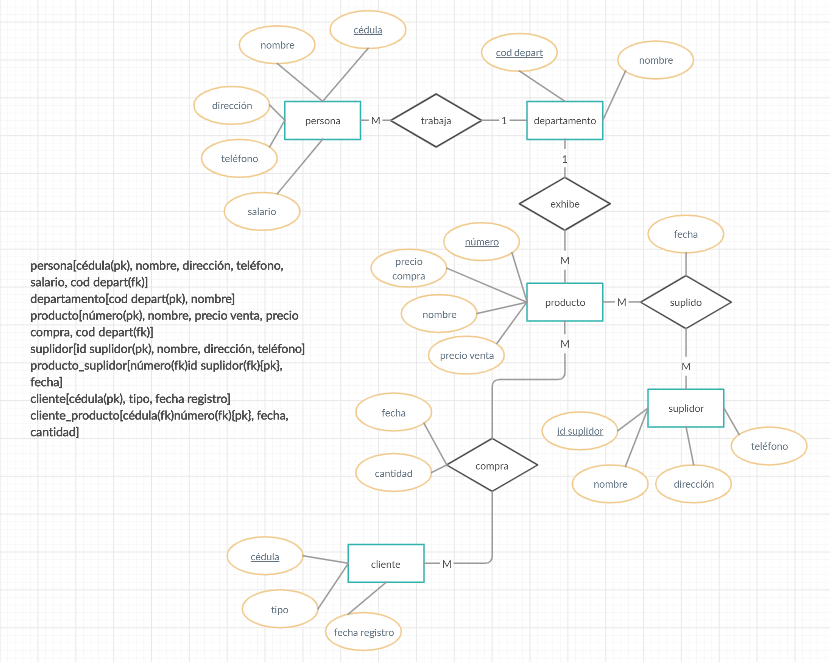 cédula
nombre
cod depart
nombre
dirección
persona
M
trabaja
1
departamento
teléfono
1
salario
exhibe
fecha
número
precio
compra
M
persona[cédula(pk), nombre, dirección, teléfono,
salario, cod depart(fk)]
departamento[cod depart(pk), nombre]
producto[número(pk), nombre, precio venta, precio
compra, cod depart(fk)]
suplidor[id suplidor(pk), nombre, dirección, teléfono]
producto_suplidor[número(fk)id suplidor(fk){pk},
fecha]
cliente[cédula(pk), tipo, fecha registro]
cliente_producto[cédula(fk)número(fk){pk}, fecha,
cantidad]
producto
M
suplido
nombre
precio venta
M
M
suplidor
fecha
id suplidor
teléfono
cantidad
compra
nombre
dirección
cédula
cliente
M
tipo
fecha registro